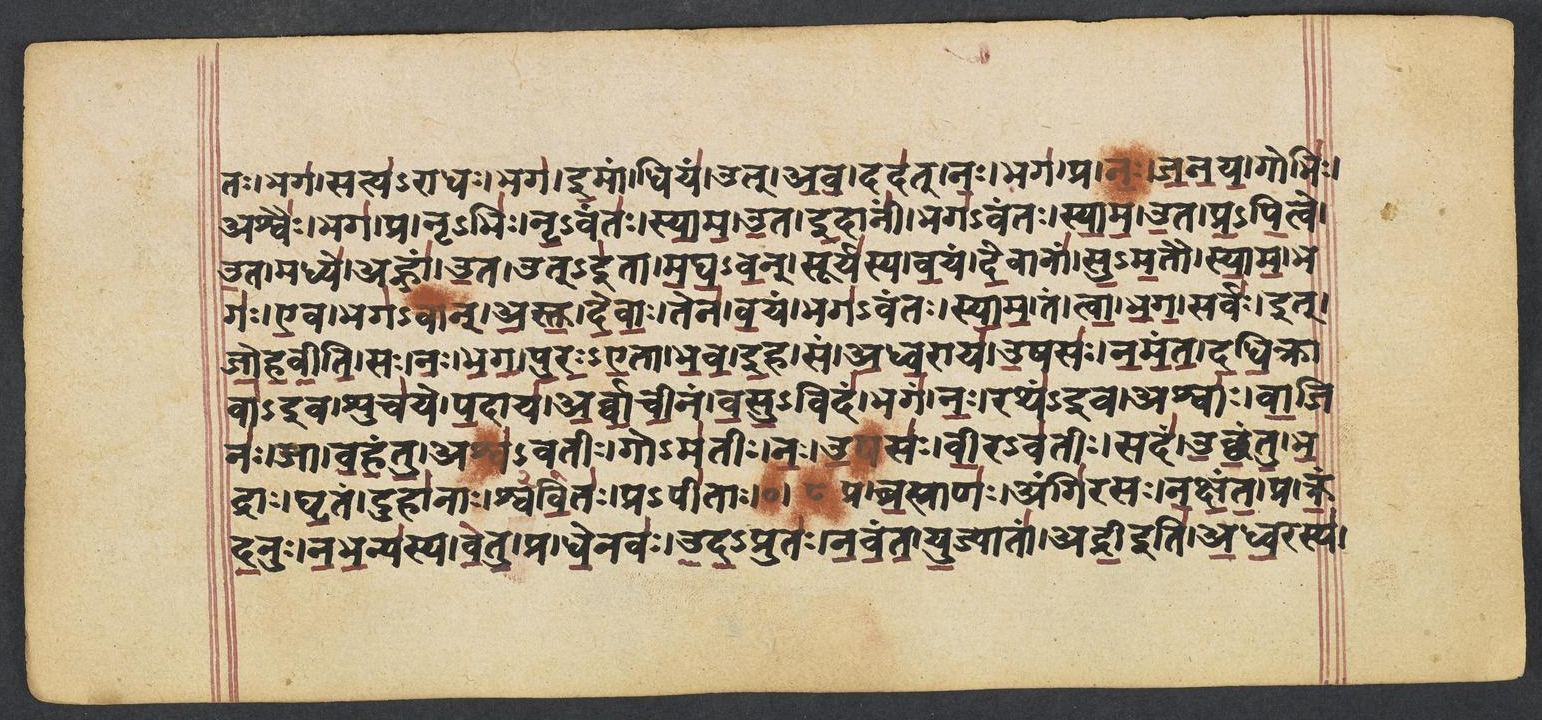 तः।भग।सत्यऽराधः।भग।इमां।धियं।उत्।अव।ददत्।नः।भग।प्र।नः।जनय।गोभिः।
अश्वैः।भग।प्र।नृऽभिः।नृऽवंतः।स्याम।उत।इदानीं।भगऽवंतः।स्याम।उत।प्रऽपित्वे।
उत।मध्ये।अह्नां।उत।उत्ऽइता।मघऽवन्।सूर्यस्य।वयं।देवानां।सुऽमतौ।स्याम।भ
गः।एव।भगऽवान्।अस्तु।देवाः।तेन।वयं।भगऽवंतः।स्याम।तं।त्वा।भग।सर्वः।इत्।
जोहवीति।सः।नः।भग।पुरःऽएता।भव।इह।सं।अध्वराय।उषसः।नमंत।दधिक्रा
वाऽइव।शुचये।पदाय।अर्वाचीनं।वसुऽविदं।भगं।नः।रथंऽइव।अश्वाः।वाजि
नः।आ।वहंतु।अश्वऽवतीः।गोऽमतीः।नः।उषसः।वीरऽवतीः।सदं।उच्छंतु।भ
द्राः।घृतं।दुहानाः।विश्वतः।प्रऽपीताः।०। ८ प्र।ब्रह्माणः।अंगिरसः।नक्षंत।प्र।क्रं
दनुः।नभन्यस्य।वेतु।प्र।धेनवः।उदऽप्रुतः।नवंत।युज्यातां।अद्री इति।अध्वरस्य।